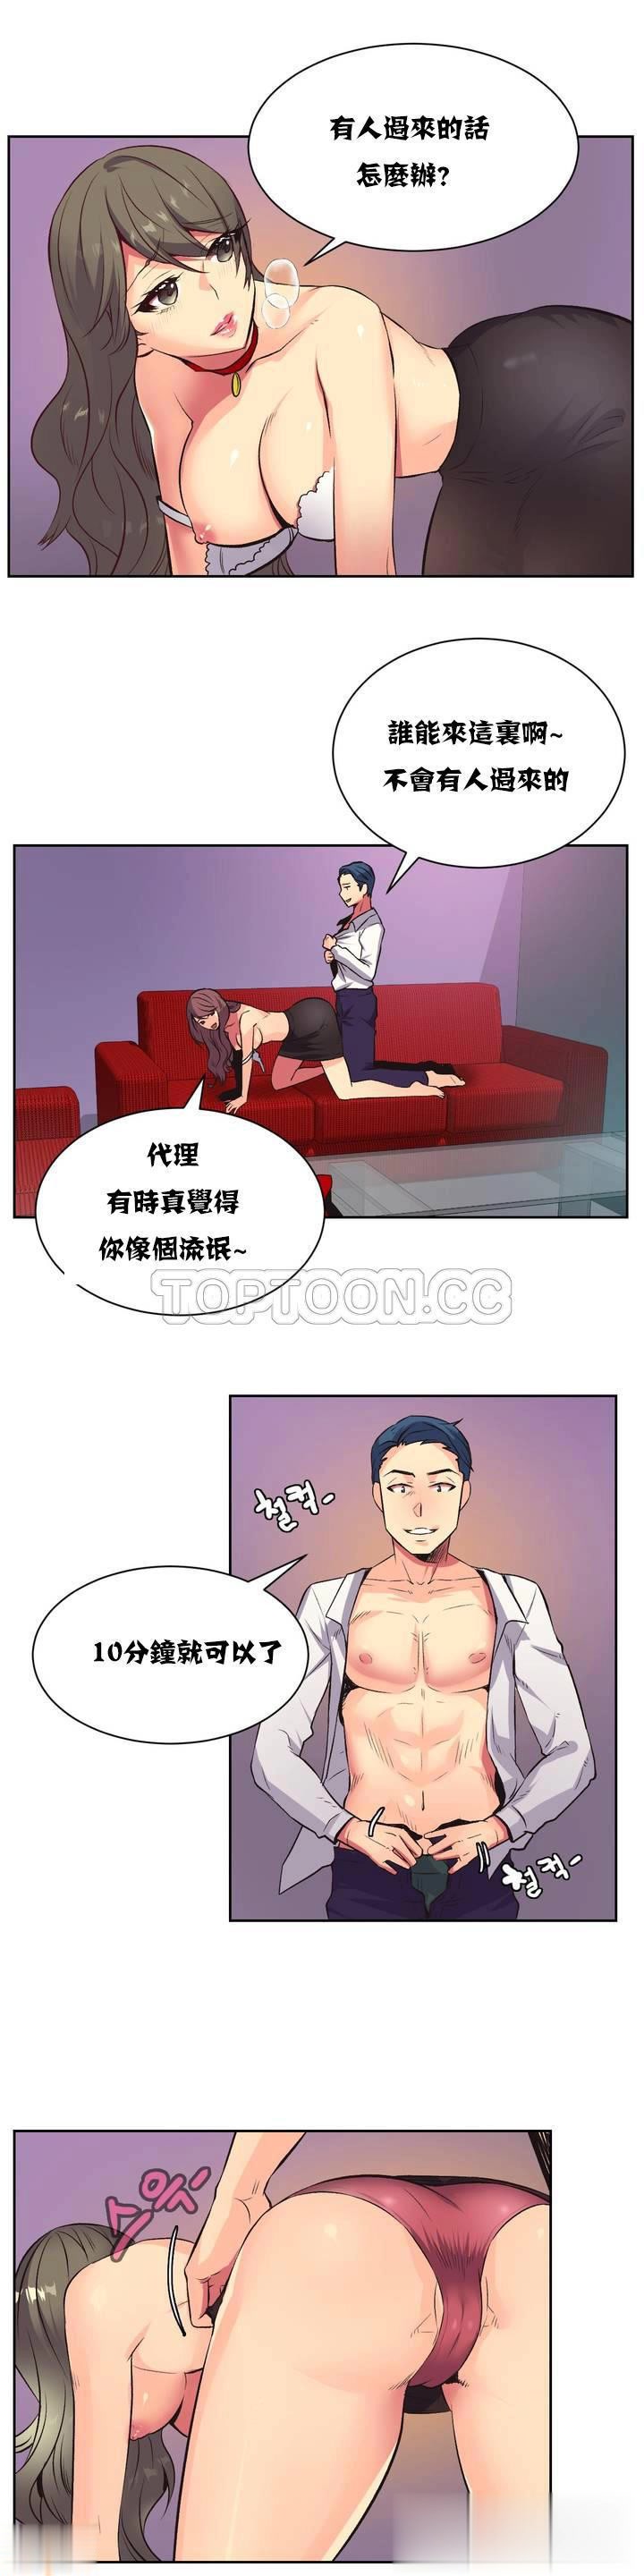 有人過來的話
怎麼辦?
誰能來這裏啊~
不會有人過來的
代理
有時真覺得
你像個流氓~
TOPTOON.CC
철컥-
10分鐘就可以了
철컥-
스윽